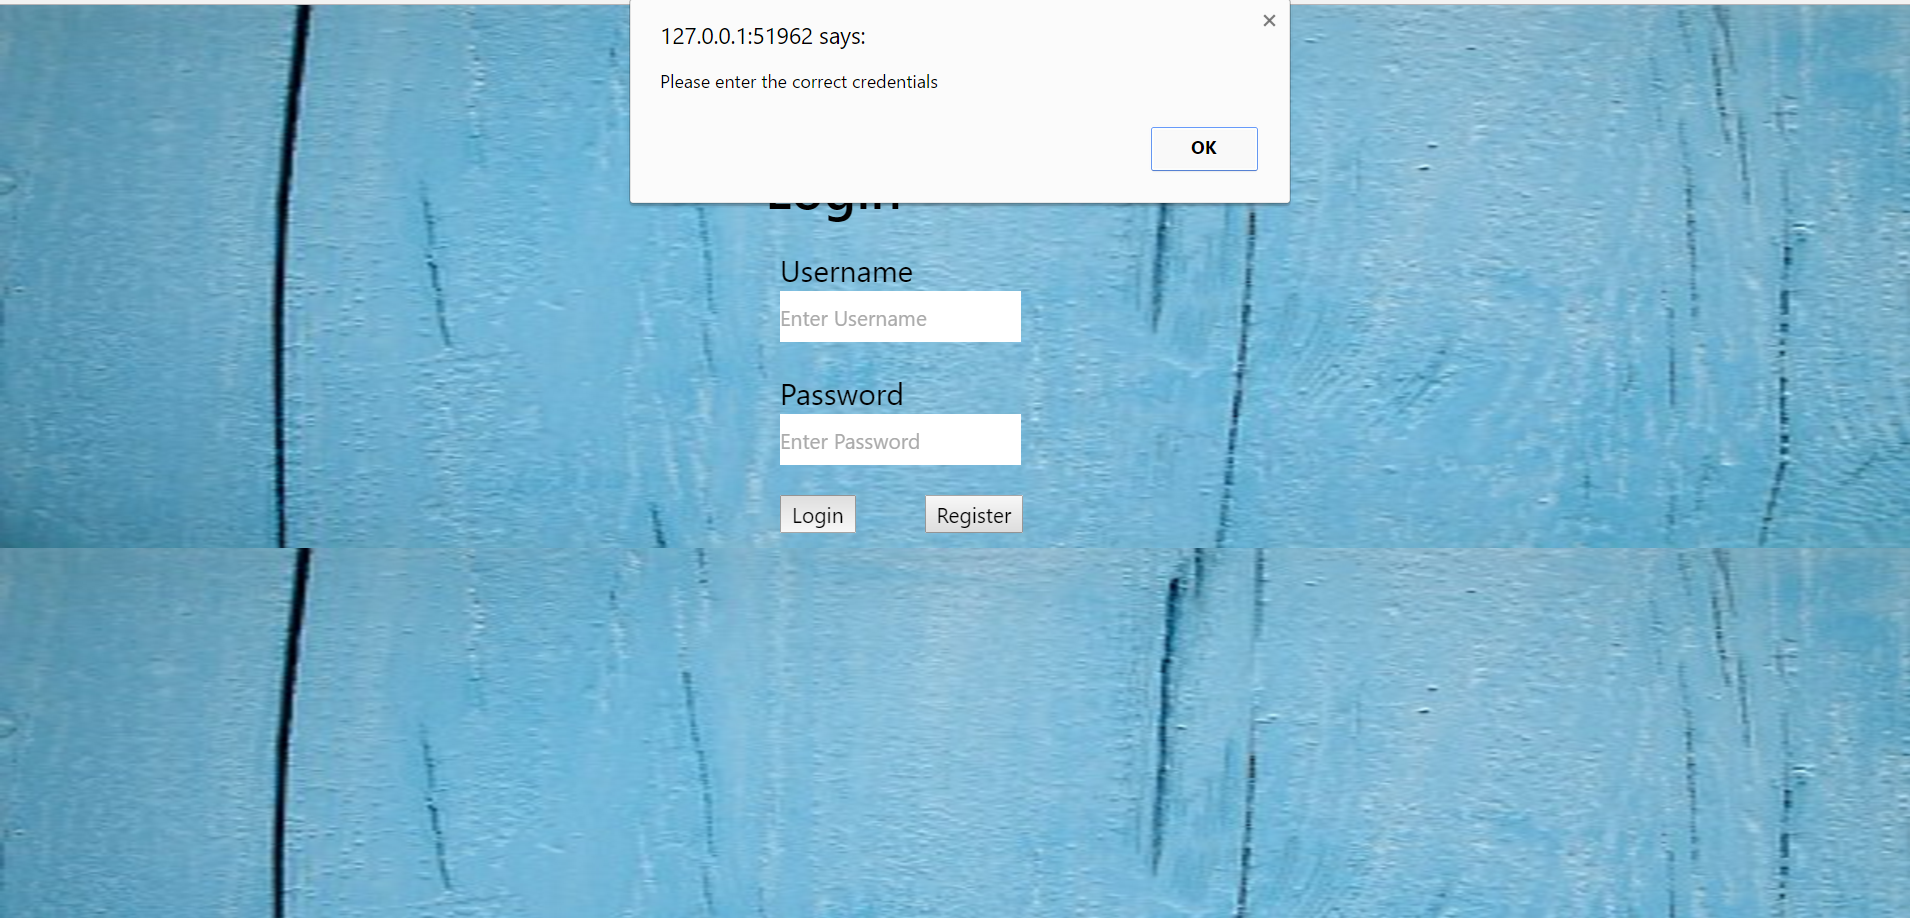 127.0.0.1:51962 says:
Please enter the correct credentials
OK
Login
Username
Enter Username
Password
Enter Password
Login Register